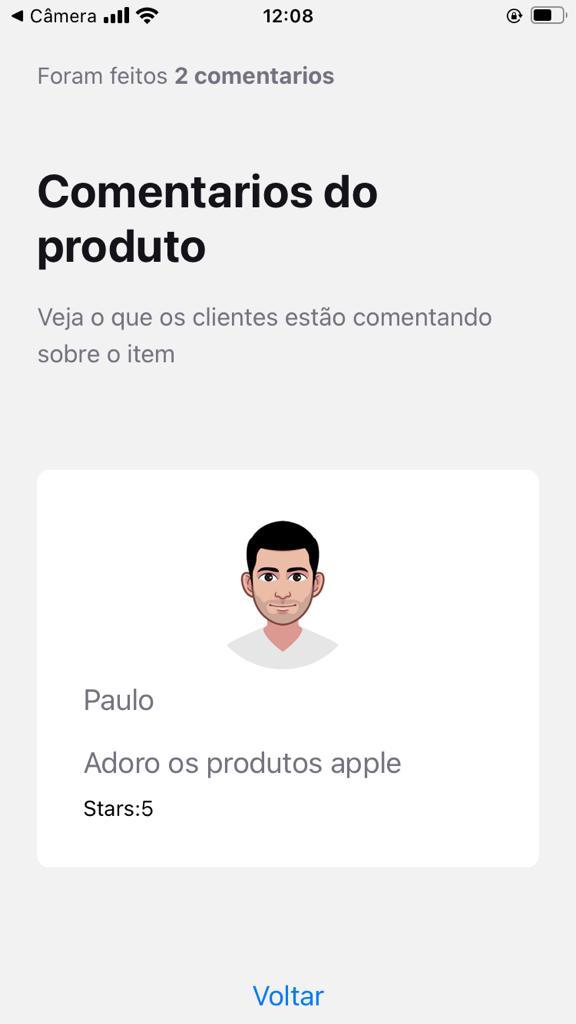 Câmera 12:08
Foram feitos 2 comentarios
Comentarios do
produto
Veja o que os clientes estão comentando
sobre o item
Paulo
Adoro os produtos apple
Stars:5
Voltar